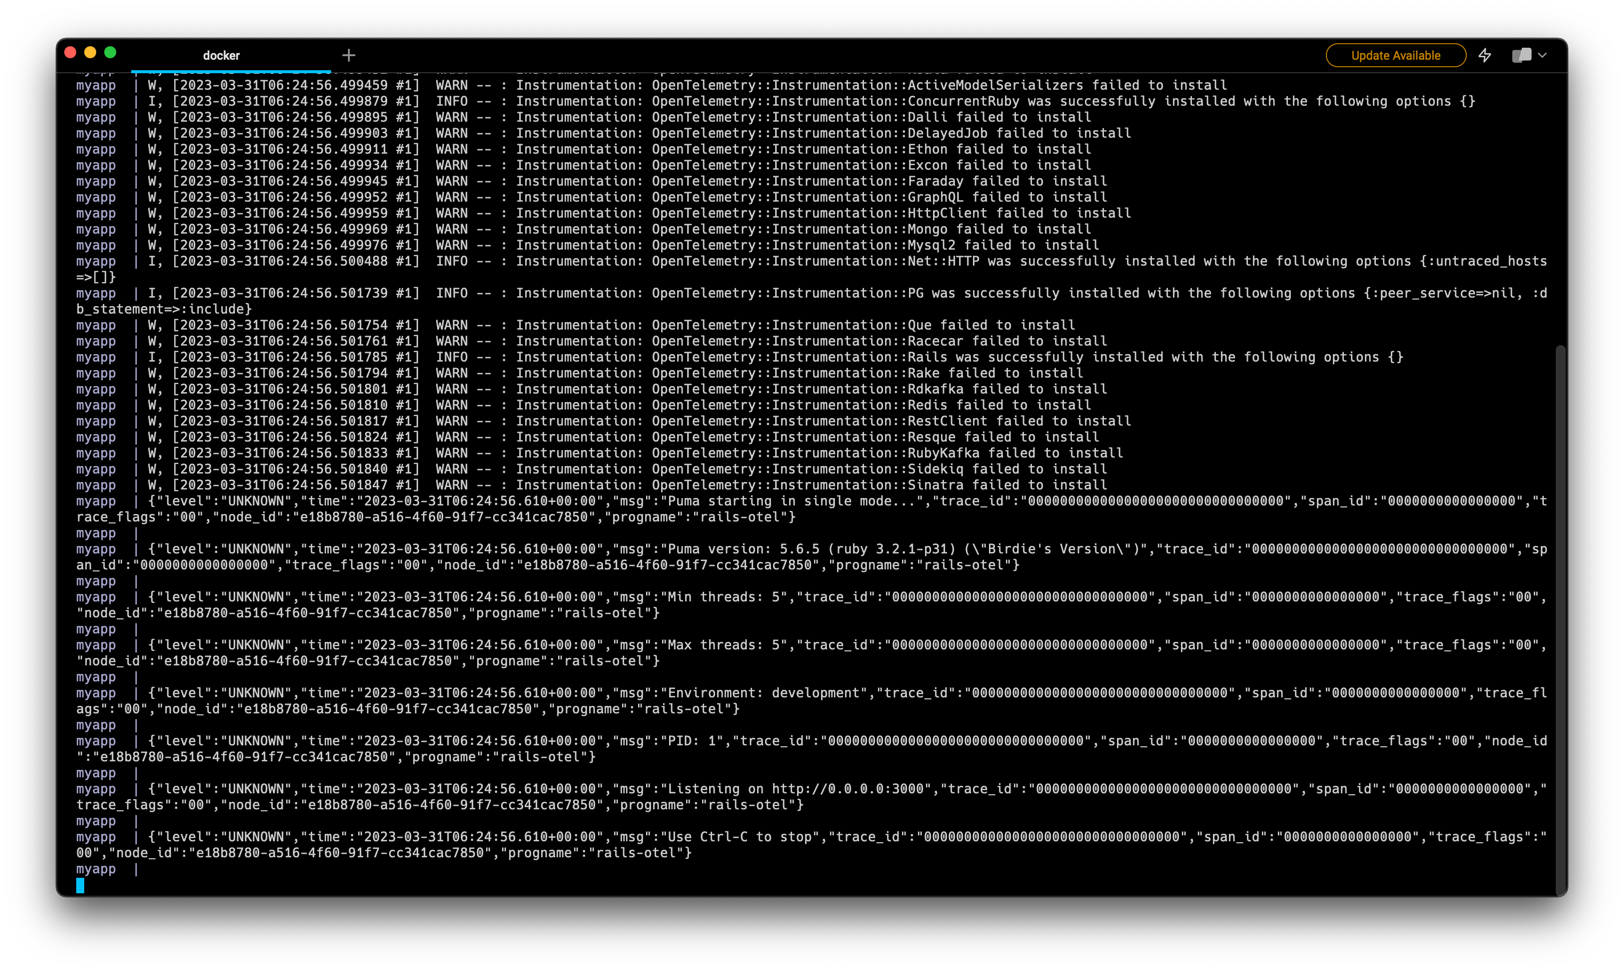 docker
+
Update Available
myapp  | W, [2023-03-31T06:24:56.499459 #1]  WARN -- : Instrumentation: OpenTelemetry::Instrumentation::ActiveModelSerializers failed to install
myapp  | I, [2023-03-31T06:24:56.499879 #1]  INFO -- : Instrumentation: OpenTelemetry::Instrumentation::ConcurrentRuby was successfully installed with the following options {}
myapp  | W, [2023-03-31T06:24:56.499895 #1]  WARN -- : Instrumentation: OpenTelemetry::Instrumentation::Dalli failed to install
myapp  | W, [2023-03-31T06:24:56.499903 #1]  WARN -- : Instrumentation: OpenTelemetry::Instrumentation::DelayedJob failed to install
myapp  | W, [2023-03-31T06:24:56.499911 #1]  WARN -- : Instrumentation: OpenTelemetry::Instrumentation::Ethon failed to install
myapp  | W, [2023-03-31T06:24:56.499934 #1]  WARN -- : Instrumentation: OpenTelemetry::Instrumentation::Excon failed to install
myapp  | W, [2023-03-31T06:24:56.499945 #1]  WARN -- : Instrumentation: OpenTelemetry::Instrumentation::Faraday failed to install
myapp  | W, [2023-03-31T06:24:56.499952 #1]  WARN -- : Instrumentation: OpenTelemetry::Instrumentation::GraphQL failed to install
myapp  | W, [2023-03-31T06:24:56.499959 #1]  WARN -- : Instrumentation: OpenTelemetry::Instrumentation::HttpClient failed to install
myapp  | W, [2023-03-31T06:24:56.499969 #1]  WARN -- : Instrumentation: OpenTelemetry::Instrumentation::Mongo failed to install
myapp  | W, [2023-03-31T06:24:56.499976 #1]  WARN -- : Instrumentation: OpenTelemetry::Instrumentation::Mysql2 failed to install
myapp  | I, [2023-03-31T06:24:56.500488 #1]  INFO -- : Instrumentation: OpenTelemetry::Instrumentation::Net::HTTP was successfully installed with the following options {:untraced_hosts
=>[]}
myapp  | I, [2023-03-31T06:24:56.501739 #1]  INFO -- : Instrumentation: OpenTelemetry::Instrumentation::PG was successfully installed with the following options {:peer_service=>nil, :d
b_statement=>:include}
myapp  | W, [2023-03-31T06:24:56.501754 #1]  WARN -- : Instrumentation: OpenTelemetry::Instrumentation::Que failed to install
myapp  | W, [2023-03-31T06:24:56.501761 #1]  WARN -- : Instrumentation: OpenTelemetry::Instrumentation::Racecar failed to install
myapp  | I, [2023-03-31T06:24:56.501785 #1]  INFO -- : Instrumentation: OpenTelemetry::Instrumentation::Rails was successfully installed with the following options {}
myapp  | W, [2023-03-31T06:24:56.501794 #1]  WARN -- : Instrumentation: OpenTelemetry::Instrumentation::Rake failed to install
myapp  | W, [2023-03-31T06:24:56.501801 #1]  WARN -- : Instrumentation: OpenTelemetry::Instrumentation::Rdkafka failed to install
myapp  | W, [2023-03-31T06:24:56.501810 #1]  WARN -- : Instrumentation: OpenTelemetry::Instrumentation::Redis failed to install
myapp  | W, [2023-03-31T06:24:56.501817 #1]  WARN -- : Instrumentation: OpenTelemetry::Instrumentation::RestClient failed to install
myapp  | W, [2023-03-31T06:24:56.501824 #1]  WARN -- : Instrumentation: OpenTelemetry::Instrumentation::Resque failed to install
myapp  | W, [2023-03-31T06:24:56.501833 #1]  WARN -- : Instrumentation: OpenTelemetry::Instrumentation::RubyKafka failed to install
myapp  | W, [2023-03-31T06:24:56.501840 #1]  WARN -- : Instrumentation: OpenTelemetry::Instrumentation::Sidekiq failed to install
myapp  | W, [2023-03-31T06:24:56.501847 #1]  WARN -- : Instrumentation: OpenTelemetry::Instrumentation::Sinatra failed to install
myapp  | {"level":"UNKNOWN","time":"2023-03-31T06:24:56.610+00:00","msg":"Puma starting in single mode...","trace_id":"00000000000000000000000000000000","span_id":"0000000000000000","t
race_flags":"00","node_id":"e18b8780-a516-4f60-91f7-cc341cac7850","progname":"rails-otel"}
myapp  |
myapp  | {"level":"UNKNOWN","time":"2023-03-31T06:24:56.610+00:00","msg":"Puma version: 5.6.5 (ruby 3.2.1-p31) (\"Birdie's Version\")","trace_id":"00000000000000000000000000000000","sp
an_id":"0000000000000000","trace_flags":"00","node_id":"e18b8780-a516-4f60-91f7-cc341cac7850","progname":"rails-otel"}
myapp  |
myapp  | {"level":"UNKNOWN","time":"2023-03-31T06:24:56.610+00:00","msg":"Min threads: 5","trace_id":"00000000000000000000000000000000","span_id":"0000000000000000","trace_flags":"00",
"node_id":"e18b8780-a516-4f60-91f7-cc341cac7850","progname":"rails-otel"}
myapp  |
myapp  | {"level":"UNKNOWN","time":"2023-03-31T06:24:56.610+00:00","msg":"Max threads: 5","trace_id":"00000000000000000000000000000000","span_id":"0000000000000000","trace_flags":"00",
"node_id":"e18b8780-a516-4f60-91f7-cc341cac7850","progname":"rails-otel"}
myapp  |
myapp  | {"level":"UNKNOWN","time":"2023-03-31T06:24:56.610+00:00","msg":"Environment: development","trace_id":"00000000000000000000000000000000","span_id":"0000000000000000","trace_fl
ags":"00","node_id":"e18b8780-a516-4f60-91f7-cc341cac7850","progname":"rails-otel"}
myapp  |
myapp  | {"level":"UNKNOWN","time":"2023-03-31T06:24:56.610+00:00","msg":"PID: 1","trace_id":"00000000000000000000000000000000","span_id":"0000000000000000","trace_flags":"00","node_id
":"e18b8780-a516-4f60-91f7-cc341cac7850","progname":"rails-otel"}
myapp  |
myapp  | {"level":"UNKNOWN","time":"2023-03-31T06:24:56.610+00:00","msg":"Listening on http://0.0.0.0:3000","trace_id":"00000000000000000000000000000000","span_id":"0000000000000000","
trace_flags":"00","node_id":"e18b8780-a516-4f60-91f7-cc341cac7850","progname":"rails-otel"}
myapp  |
myapp  | {"level":"UNKNOWN","time":"2023-03-31T06:24:56.610+00:00","msg":"Use Ctrl-C to stop","trace_id":"00000000000000000000000000000000","span_id":"0000000000000000","trace_flags":"
00","node_id":"e18b8780-a516-4f60-91f7-cc341cac7850","progname":"rails-otel"}
myapp  |